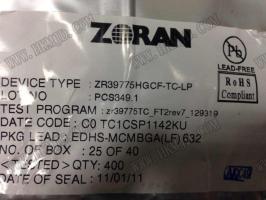 ZORAN
Pb
LEAD-FREE
RoHS
Compliant
DEVICE TYPE : ZR39775HGCF-TC-LP
LOT NO : PCS349.1
TEST PROGRAM : z-39775TC_FT2rev7_129319
DATE CODE : C0 TC1CSP1142KU
PKG LEAD : EDHS-MCMBGA(LF) 632
NO. OF BOX : 25 OF 40
<TESTED> QTY: 400
DATE OF SEAL : 11/01/11